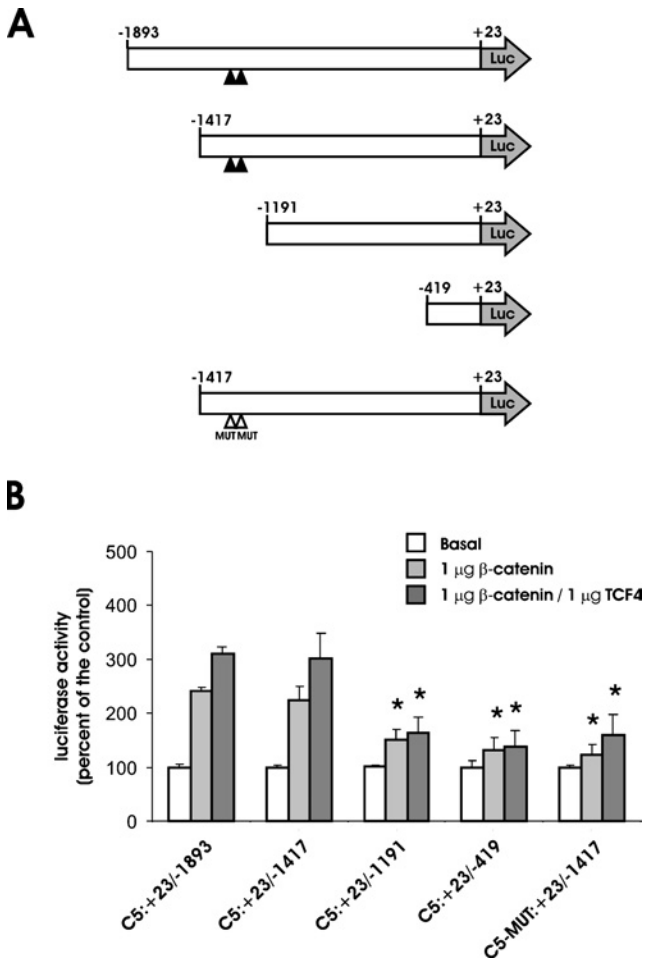 A
-1893 +23
Luc
-1417 +23
Luc
-1191 +23
Luc
-419 +23
Luc
-1417 +23
Luc
MUT MUT
B
Basal
1 μg β-catenin
1 μg β-catenin / 1 μg TCF4
luciferase activity
(percent of the control)
500
400
300
200
100
0
* * * * * *
C5:+23/-1893
C5:+23/-1417
C5:+23/-1191
C5:+23/-419
C5-MUT:+23/-1417